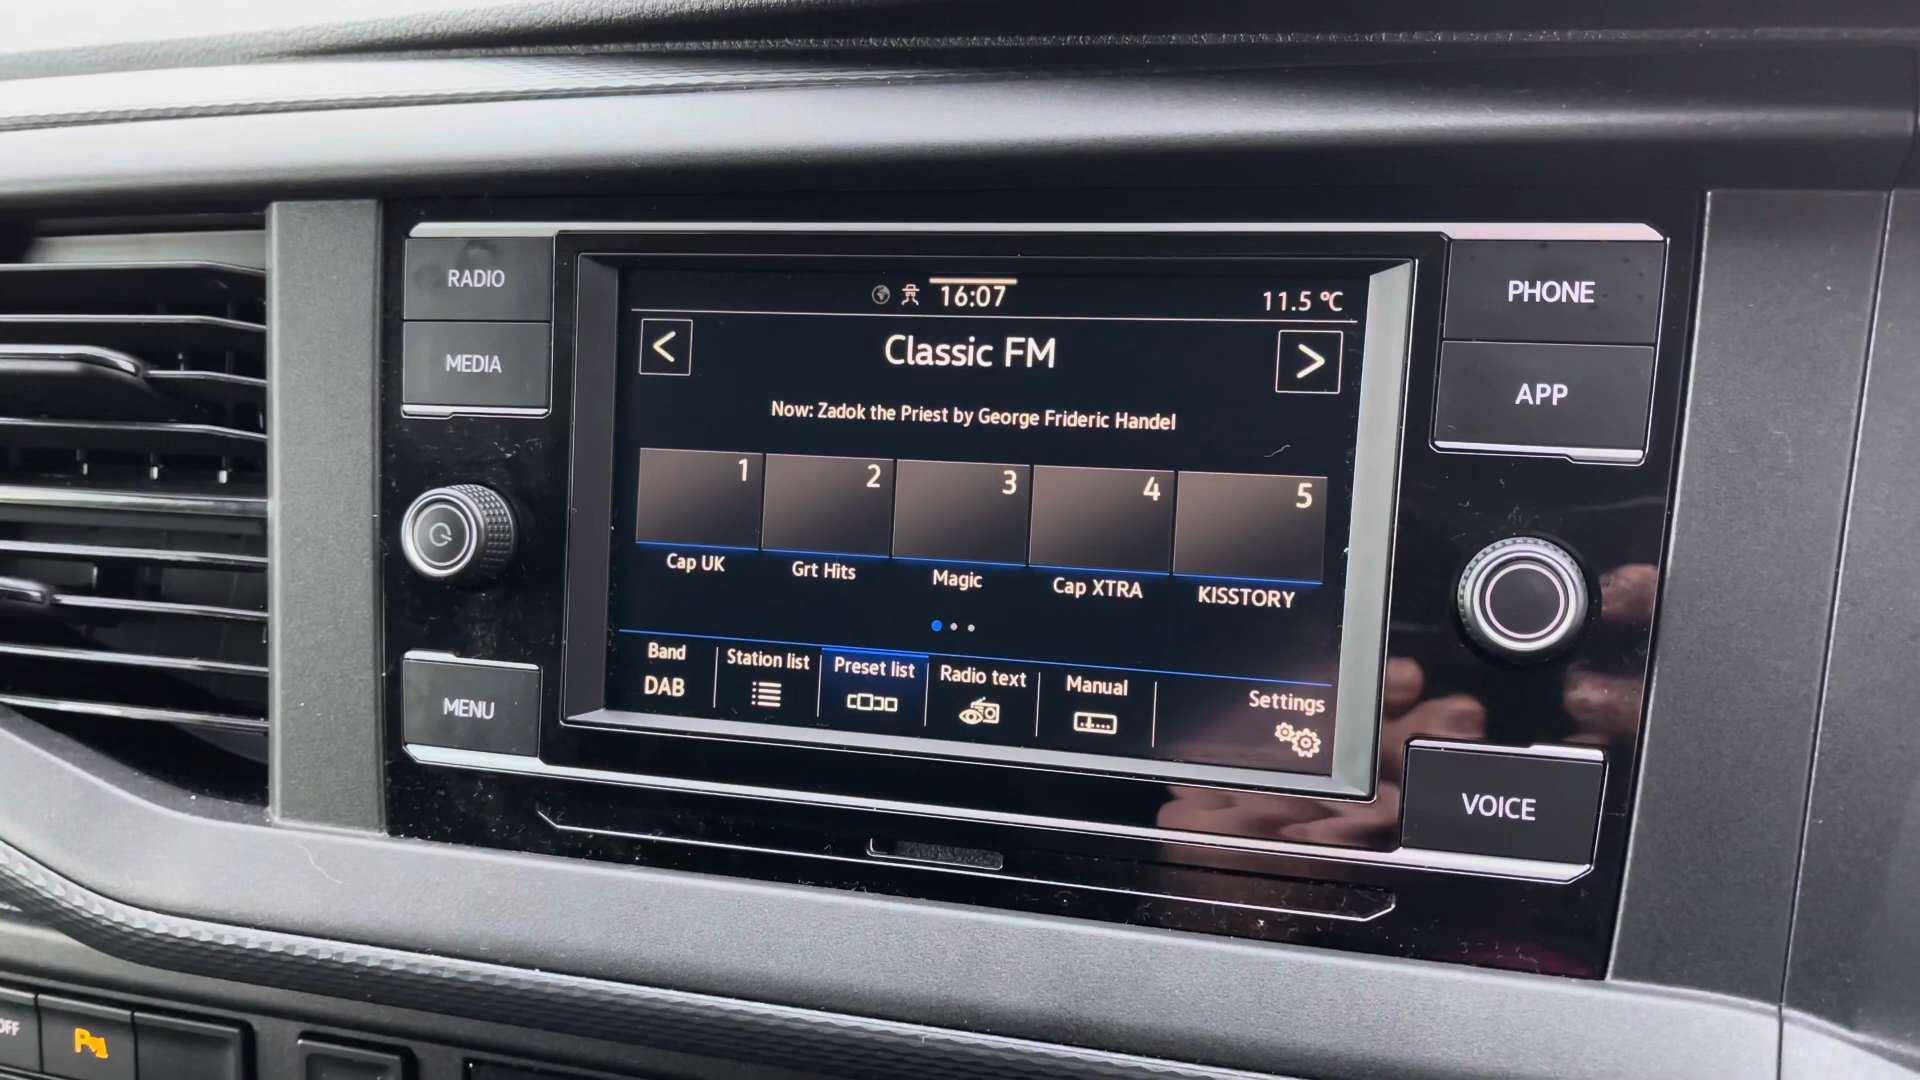 RADIO
MEDIA
MENU
16:07
11.5 °C
<
Classic FM
>
Now: Zadok the Priest by George Frideric Handel
1
2
3
4
5
Cap UK
Grt Hits
Magic
Cap XTRA
KISSTORY
Band
DAB
Station list
Preset list
Radio text
Manual
Settings
PHONE
APP
VOICE
OFF
P